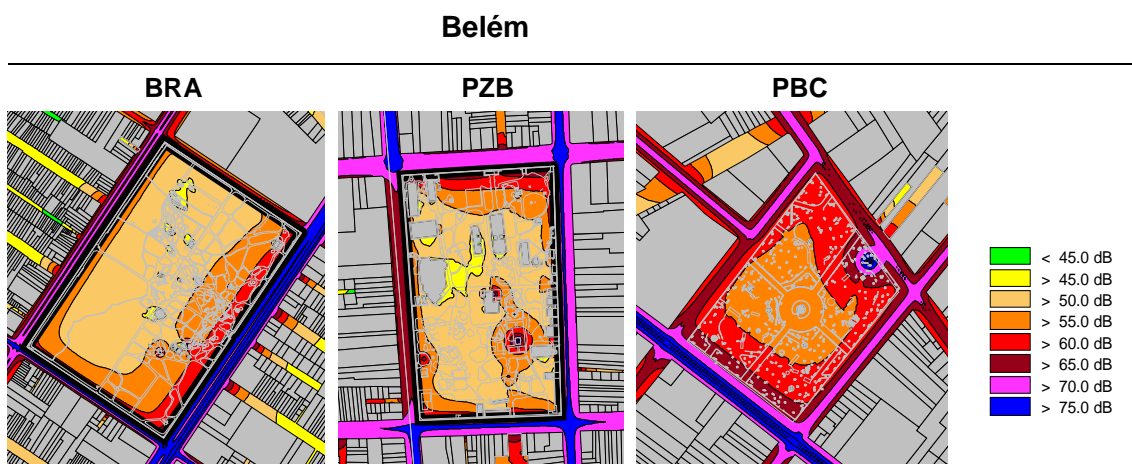 Belém
BRA
PZB
PBC
< 45.0 dB
> 45.0 dB
> 50.0 dB
> 55.0 dB
> 60.0 dB
> 65.0 dB
> 70.0 dB
> 75.0 dB